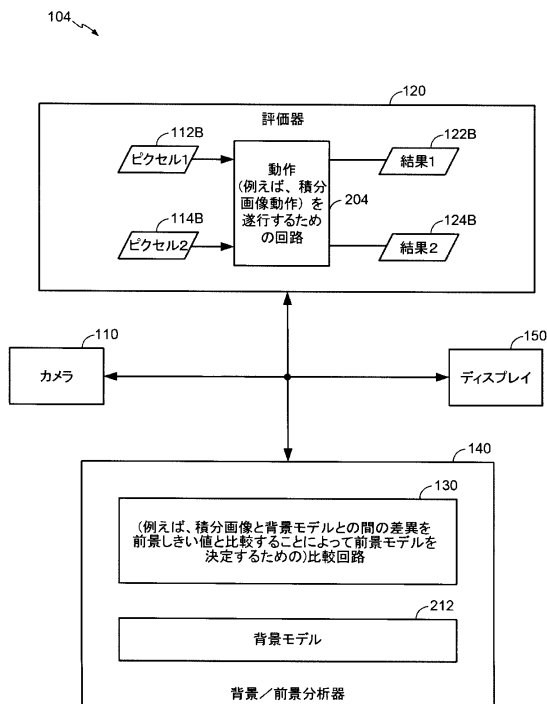 104
120
評価器
112B
ピクセル1
動作
(例えば、積分
画像動作)を
遂行するため
の回路
204
122B
結果1
114B
ピクセル2
124B
結果2
110
カメラ
150
ディスプレイ
140
130
(例えば、積分画像と背景モデルとの間の差異を
前景しきい値と比較することによって前景モデルを
決定するための)比較回路
212
背景モデル
背景/前景分析器